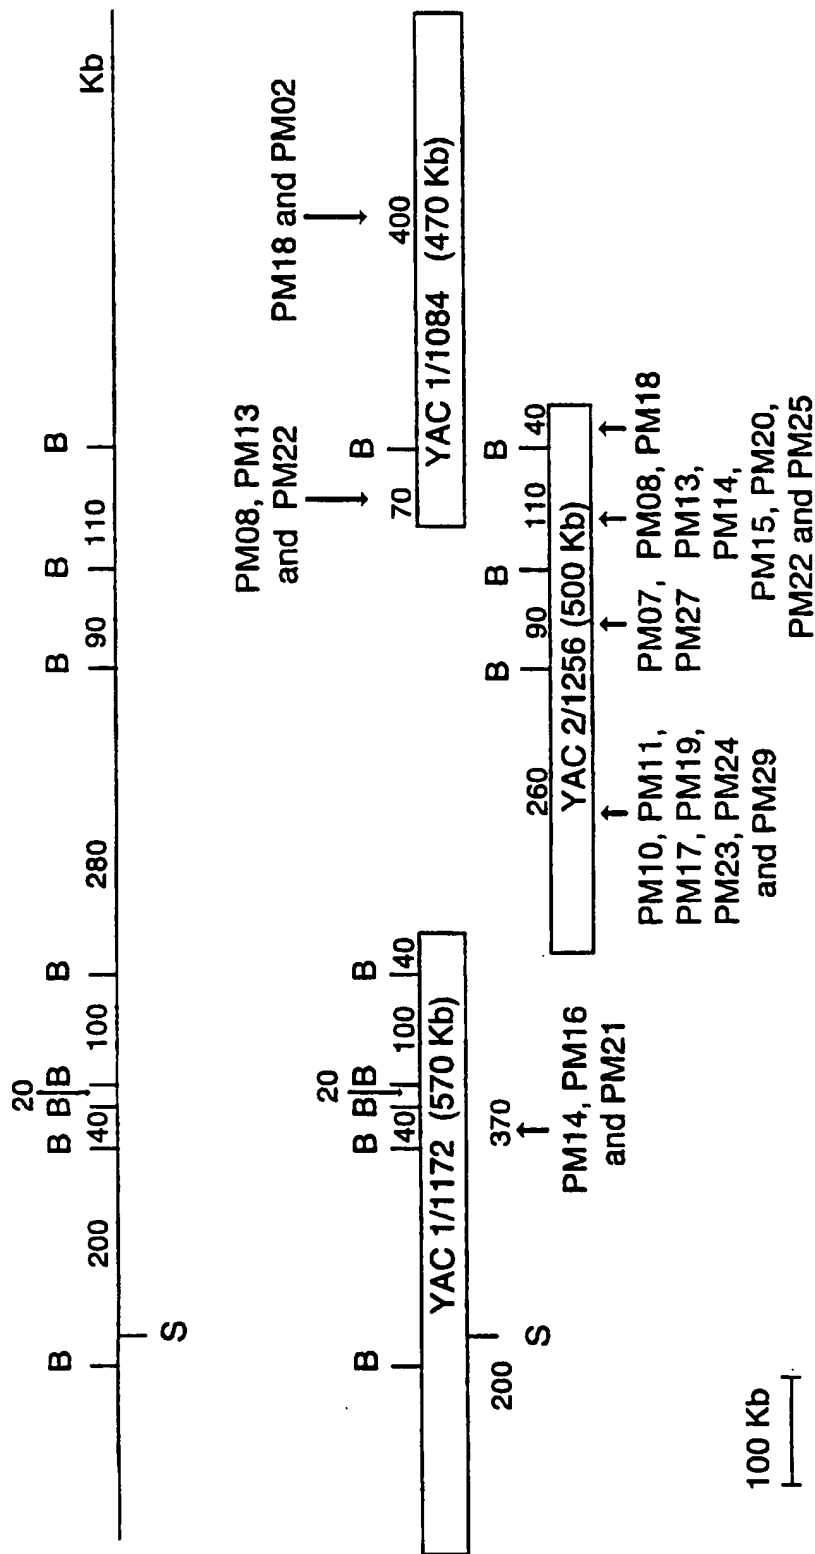 20
B BB B B B B
200 40 100 280 90 110 Kb
S
PM08, PM13
and PM22
PM18 and PM02
20
B B BB B B
40 100 40 70 400
YAC 1/1172 (570 Kb)
YAC 1/1084 (470 Kb)
200 S 370
PM14, PM16
and PM21
B B B
260 90 110 40
YAC 2/1256 (500 Kb)
PM10, PM11,
PM17, PM19,
PM23, PM24
and PM29
PM07,
PM27
PM08,
PM13,
PM14,
PM15, PM20,
PM22 and PM25
PM18
100 Kb